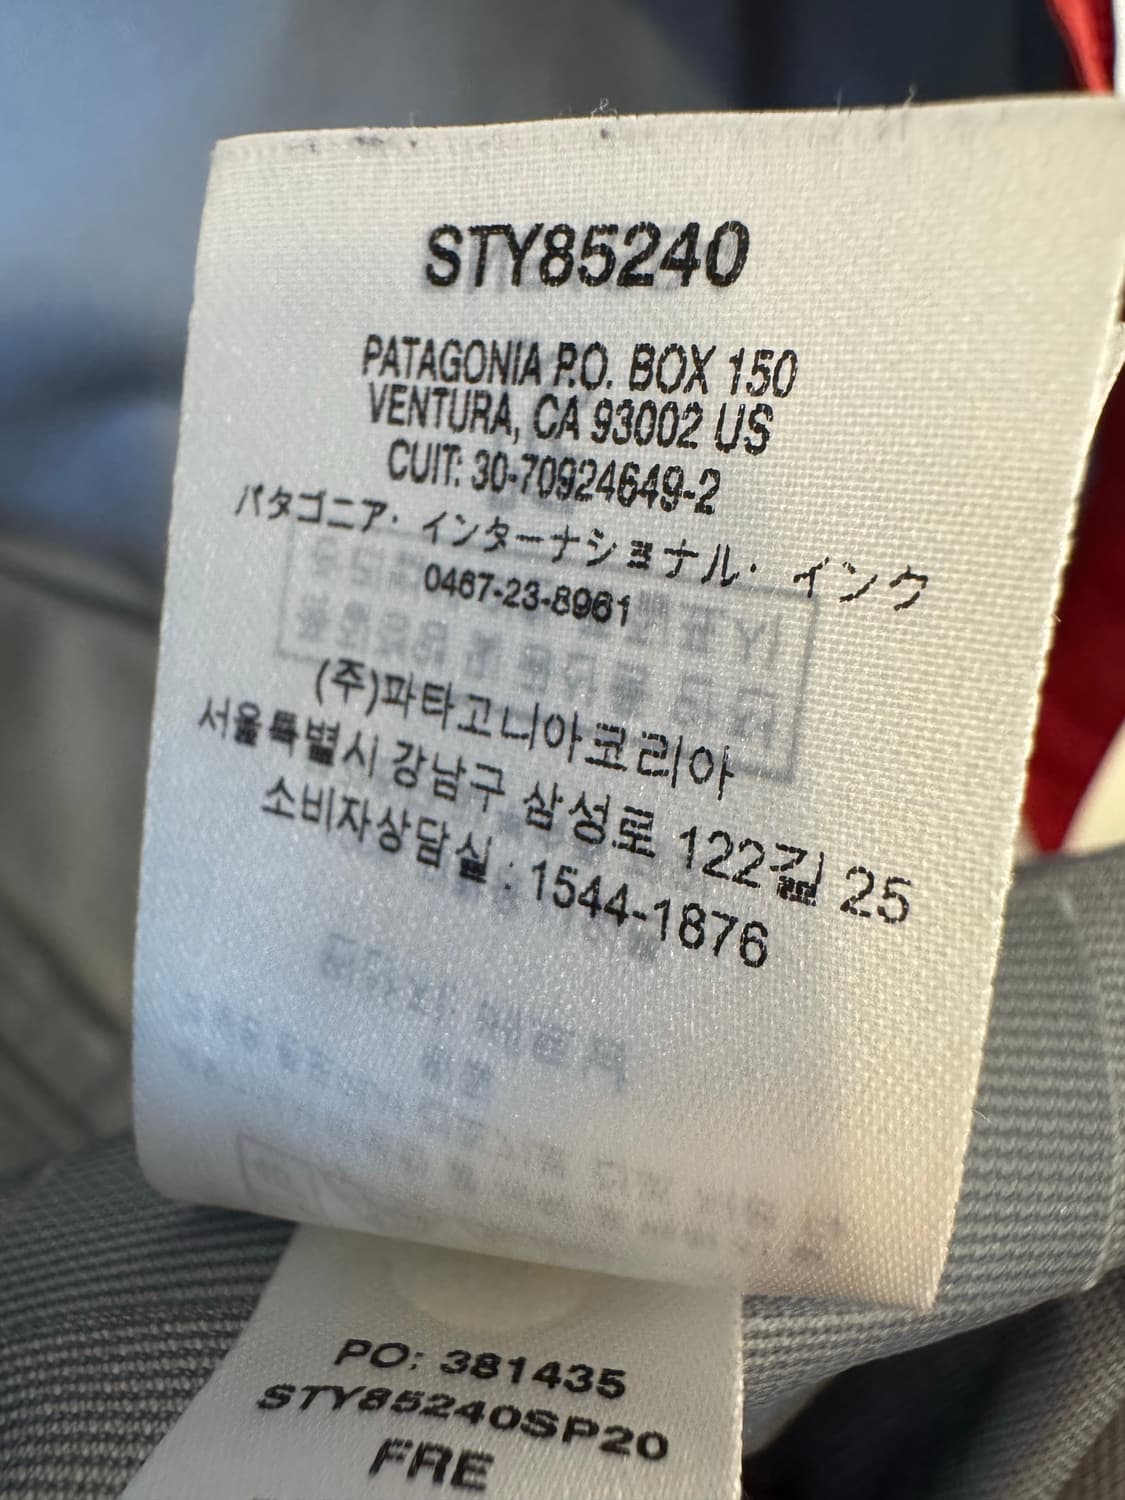 STY85240
PATAGONIA P.O. BOX 150
VENTURA, CA 93002 US
CUIT: 30-70924649-2
パタゴニア・インターナショナル・インク
0467-23-8961
(주)파타고니아코리아
서울특별시 강남구 삼성로 122길 25
소비자상담실 : 1544-1876
PO: 381435
STY85240SP20
FRE